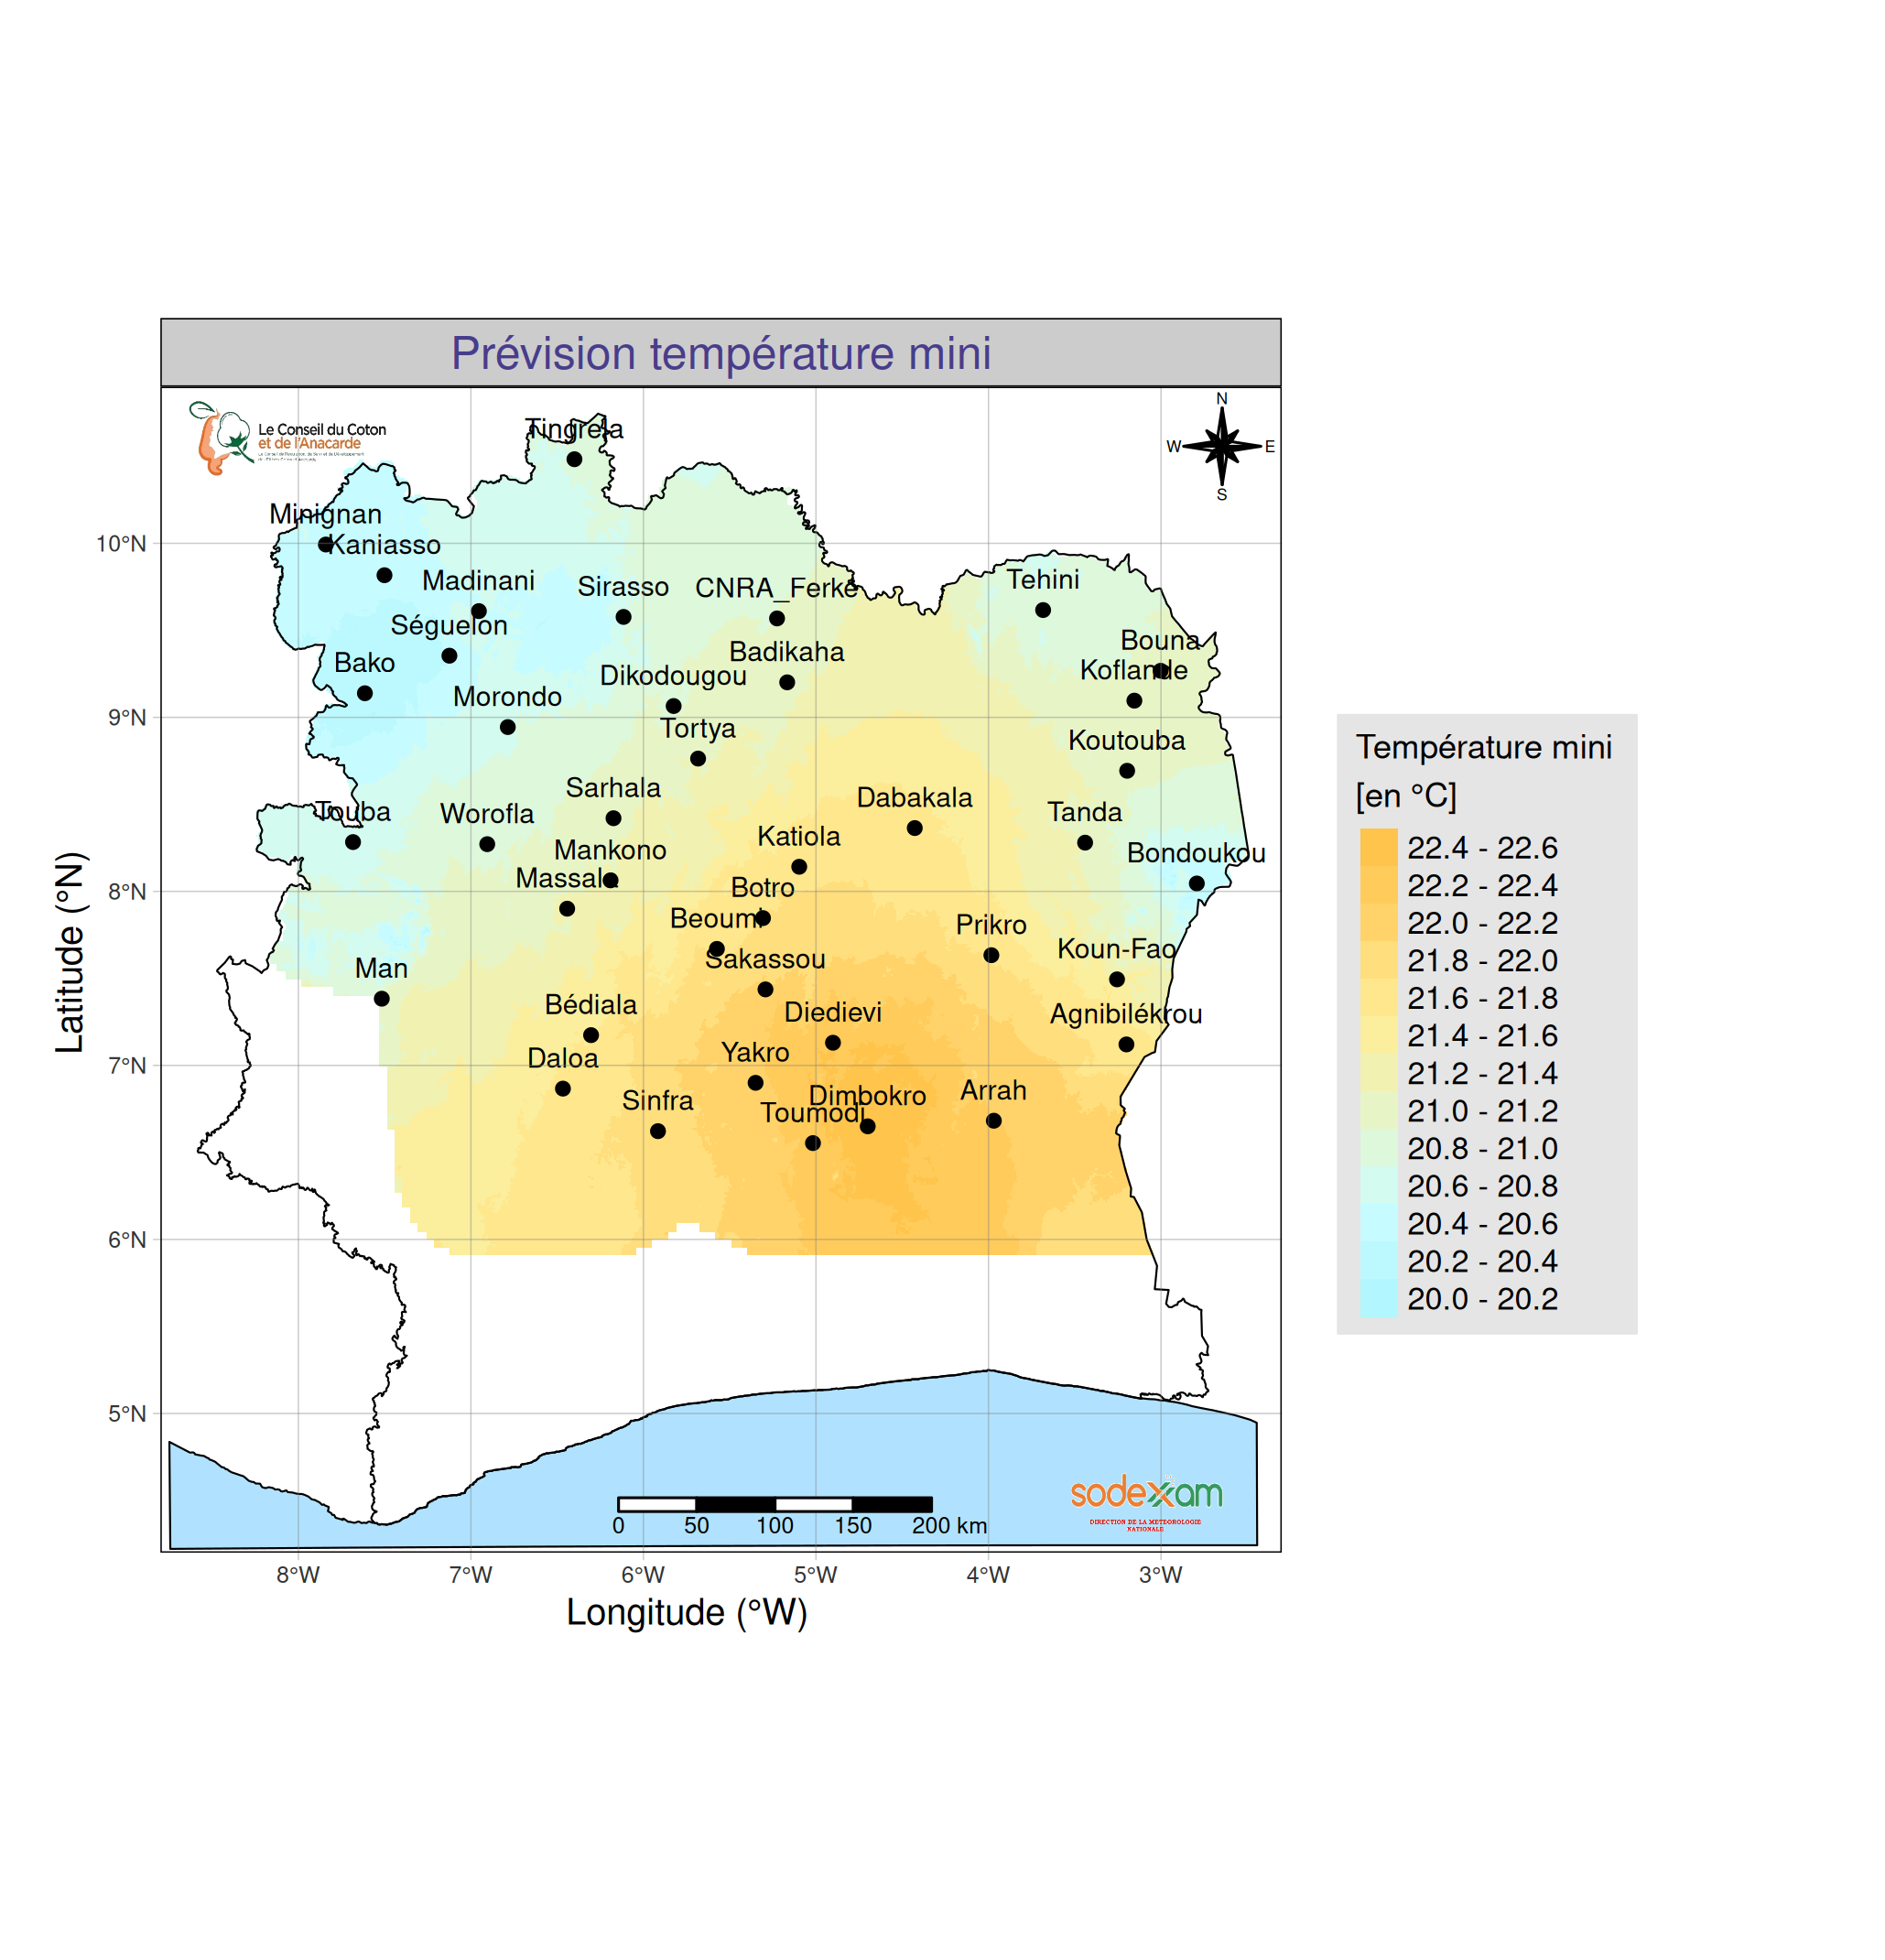 Prévision température mini
Le Conseil du Coton
et de l'Anacarde
N
W
E
S
Tingrela
Minignan
Kaniasso
Madinani
Sirasso
CNRA_Ferke
Tehini
Séguelon
Bouna
Badikaha
Bako
Koflande
Dikodougou
Morondo
Tortya
Koutouba
Sarhala
Dabakala
Touba
Worofla
Tanda
Katiola
Mankono
Bondoukou
Massala
Botro
Beoumi
Prikro
Koun-Fao
Sakassou
Man
Bédiala
Diedievi
Agnibilékrou
Yakro
Daloa
Arrah
Dimbokro
Sinfra
Toumodi
10°N
9°N
8°N
7°N
6°N
5°N
Latitude (°N)
sodexam
DIRECTION DE LA METEOROLOGIE
NATIONALE
0 50 100 150 200 km
8°W 7°W 6°W 5°W 4°W 3°W
Longitude (°W)
Température mini
[en °C]
22.4 - 22.6
22.2 - 22.4
22.0 - 22.2
21.8 - 22.0
21.6 - 21.8
21.4 - 21.6
21.2 - 21.4
21.0 - 21.2
20.8 - 21.0
20.6 - 20.8
20.4 - 20.6
20.2 - 20.4
20.0 - 20.2